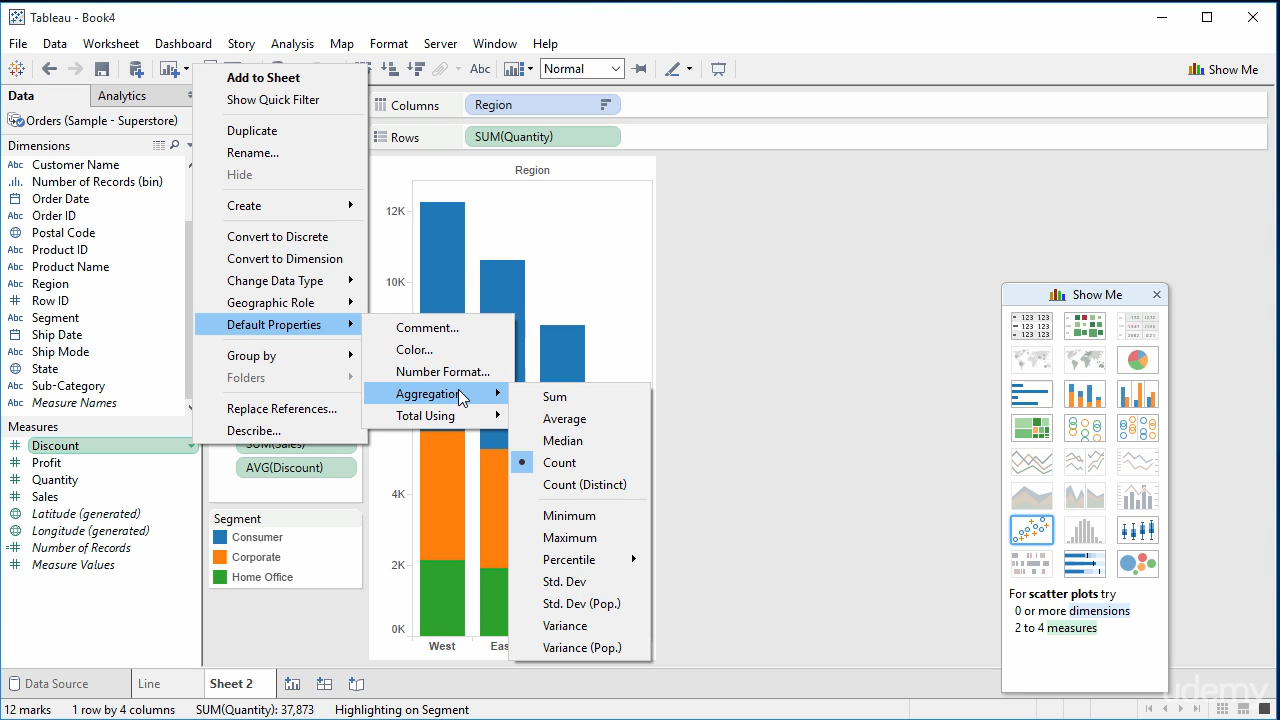 Tableau - Book4
File Data Worksheet Dashboard Story Analysis Map Format Server Window Help
Abc Normal Show Me
Data Analytics
Orders (Sample - Superstore)
Dimensions
Abc Customer Name
Number of Records (bin)
Order Date
Abc Order ID
Postal Code
Abc Product ID
Abc Product Name
Region
Row ID
Abc Segment
Ship Date
Abc Ship Mode
State
Abc Sub-Category
Abc Measure Names
Measures
Discount
Profit
Quantity
Sales
Latitude (generated)
Longitude (generated)
Number of Records
Measure Values
Add to Sheet
Show Quick Filter
Duplicate
Rename...
Hide
Create
Convert to Discrete
Convert to Dimension
Change Data Type
Geographic Role
Default Properties
Group by
Folders
Replace References...
Describe...
Comment...
Color...
Number Format...
Aggregation
Total Using
Sum
Average
Median
Count
Count (Distinct)
Minimum
Maximum
Percentile
Std. Dev
Std. Dev (Pop.)
Variance
Variance (Pop.)
SUM(Sales)
AVG(Discount)
Segment
Consumer
Corporate
Home Office
Columns Region
Rows SUM(Quantity)
Region
12K
10K
4K
2K
0K
West
Show Me
For scatter plots try
0 or more dimensions
2 to 4 measures
Data Source Line Sheet 2
12 marks 1 row by 4 columns SUM(Quantity): 37,873 Highlighting on Segment
udemy